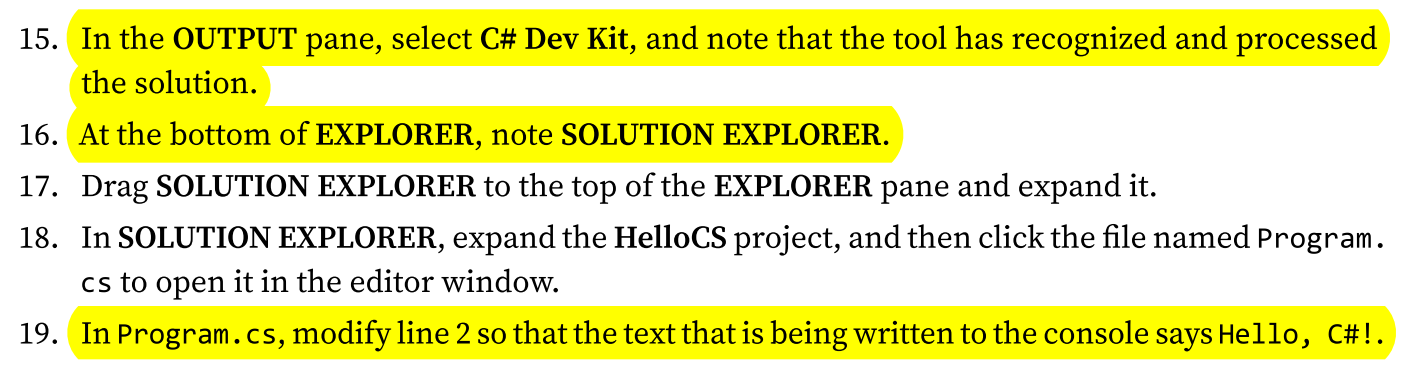 15. In the OUTPUT pane, select C# Dev Kit, and note that the tool has recognized and processed
the solution.
16. At the bottom of EXPLORER, note SOLUTION EXPLORER.
17. Drag SOLUTION EXPLORER to the top of the EXPLORER pane and expand it.
18. In SOLUTION EXPLORER, expand the HelloCS project, and then click the file named Program.
cs to open it in the editor window.
19. In Program.cs, modify line 2 so that the text that is being written to the console says Hello, C#!.